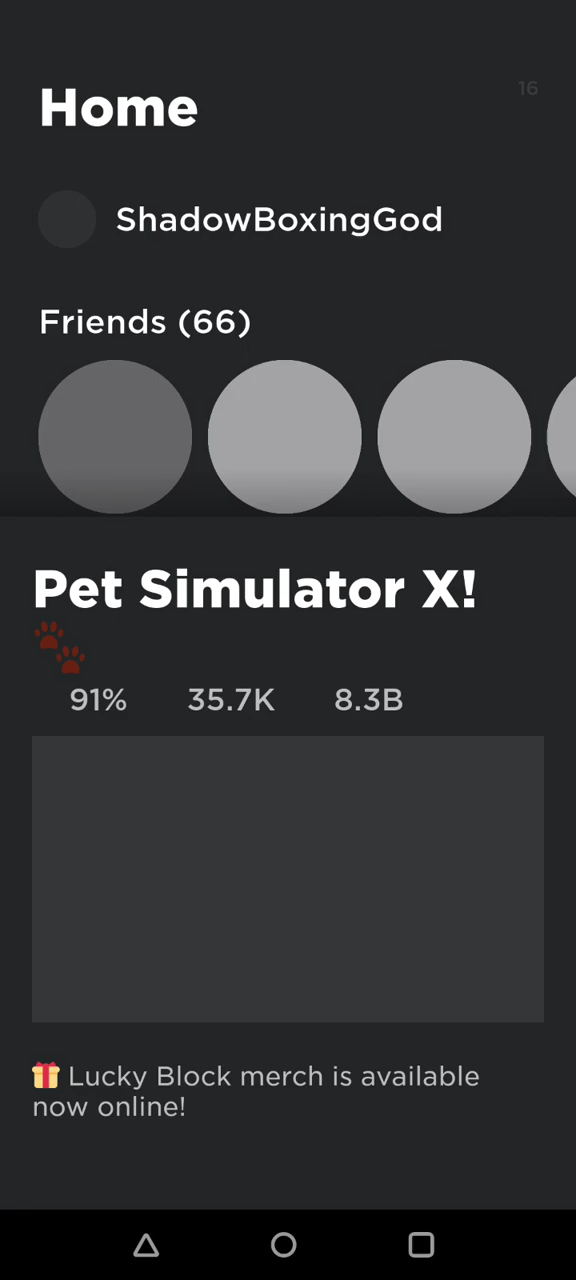 16
Home
ShadowBoxingGod
Friends (66)
Pet Simulator X!
🐾
91% 35.7K 8.3B
🎁 Lucky Block merch is available
now online!